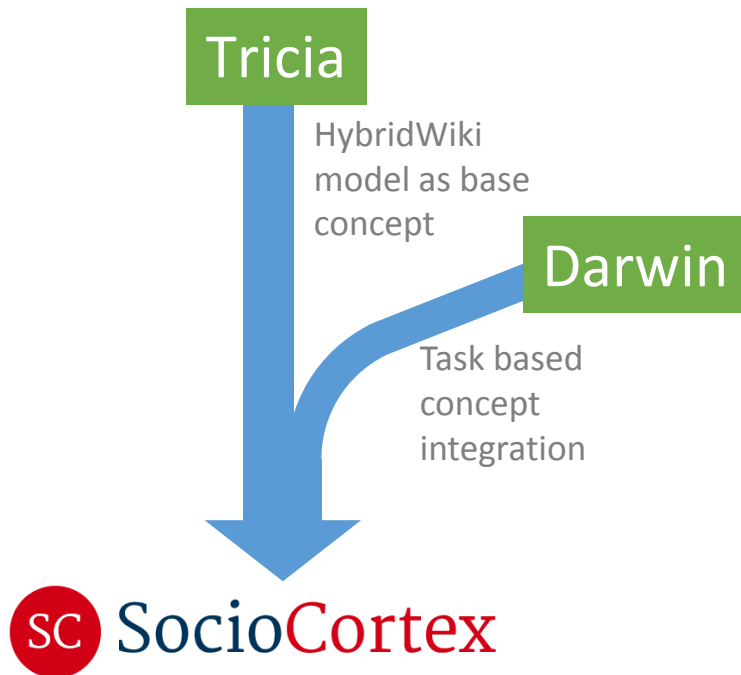 Tricia
HybridWiki
model as base
concept
Darwin
Task based
concept
integration
SC SocioCortex